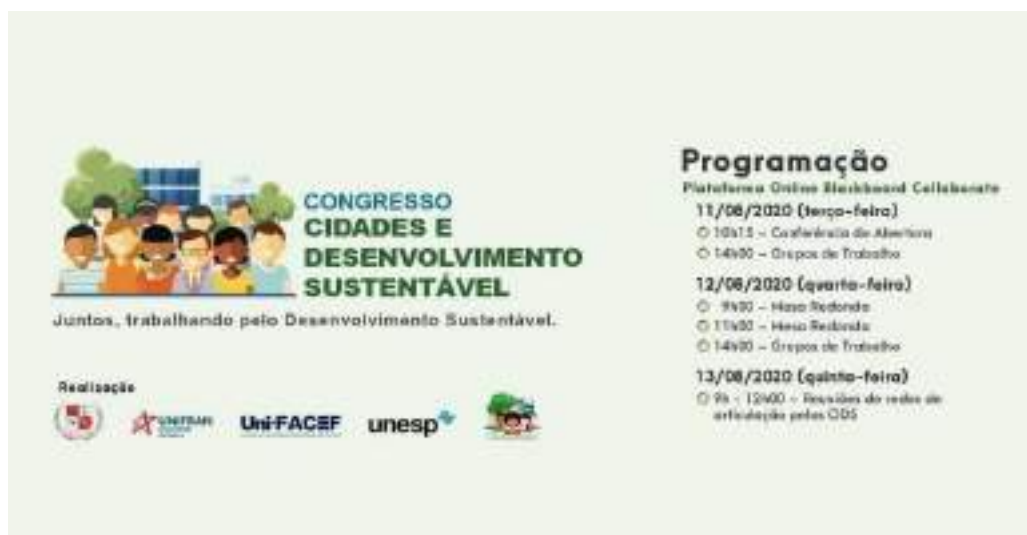 CONGRESSO
CIDADES E
DESENVOLVIMENTO
SUSTENTÁVEL
Juntos, trabalhando pelo Desenvolvimento Sustentável.
Realização
Uni-FACEF
unesp
Programação
Plataforma Online Blackboard Collaborate
11/08/2020 (terça-feira)
10h15 – Conferência de Abertura
14h00 – Grupos de Trabalho
12/08/2020 (quarta-feira)
9h00 – Mesa Redonda
11h00 – Mesa Redonda
14h00 – Grupos de Trabalho
13/08/2020 (quinta-feira)
9h - 12h00 – Reuniões de redes de
articulação pelos ODS